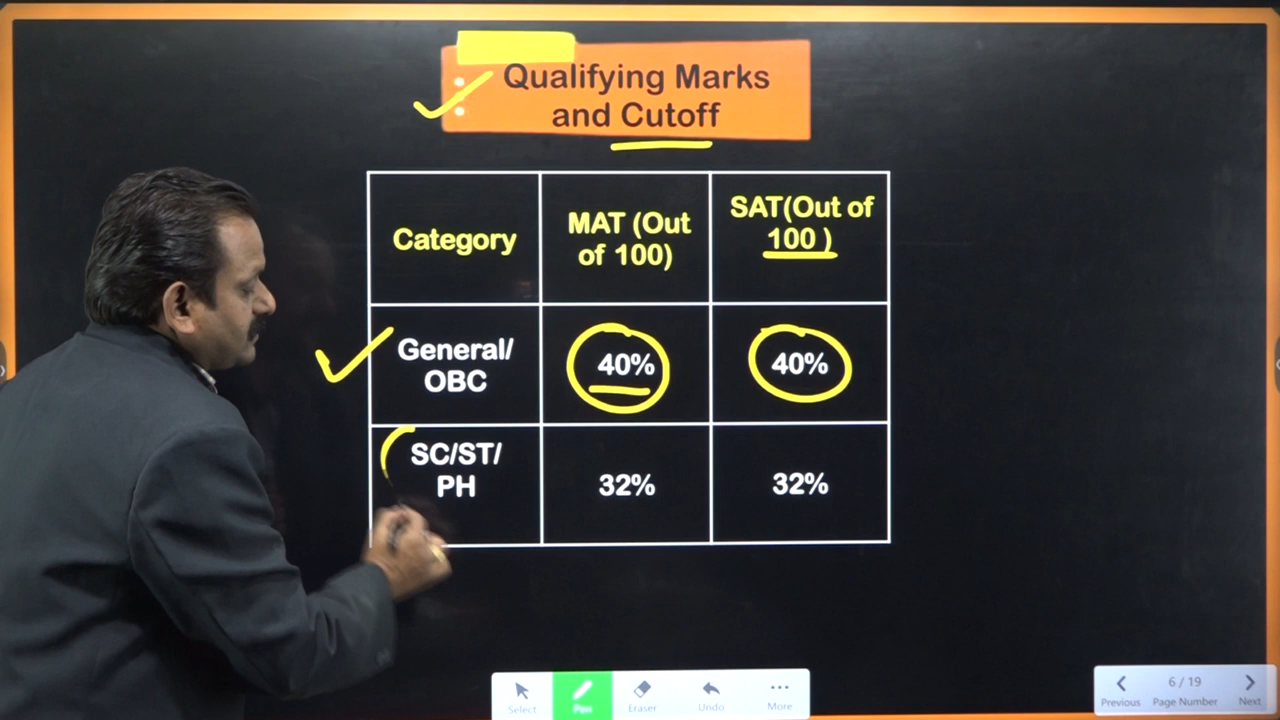 Qualifying Marks
and Cutoff
Category
MAT (Out
of 100)
SAT(Out of
100 )
General/
OBC
40%
40%
SC/ST/
PH
32%
32%
Select
Pen
Eraser
Undo
More
Previous
6 / 19
Page Number
Next